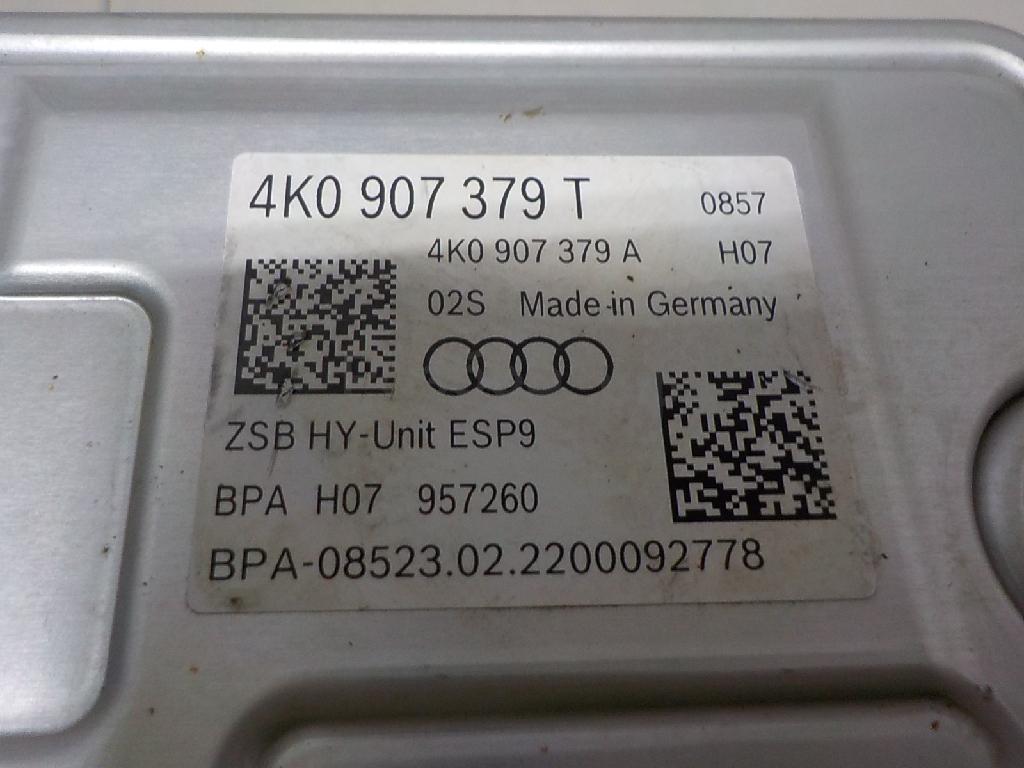 4K0 907 379 T 0857
4K0 907 379 A H07
02S Made in Germany
ZSB HY-Unit ESP9
BPA H07 957260
BPA-08523.02.2200092778